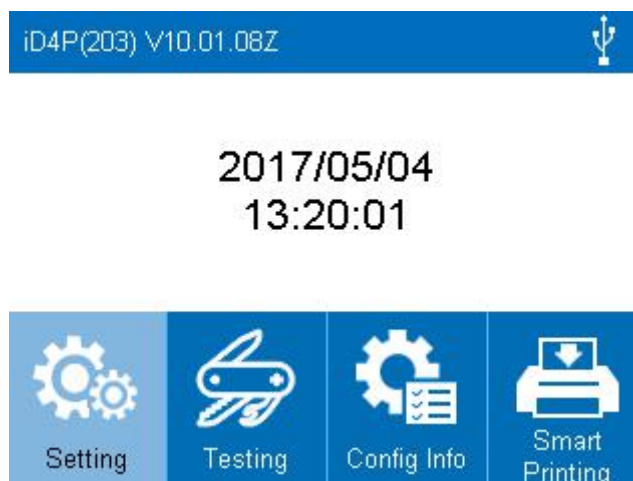 iD4P(203) V10.01.08Z
2017/05/04
13:20:01
Setting
Testing
Config Info
Smart
Printing